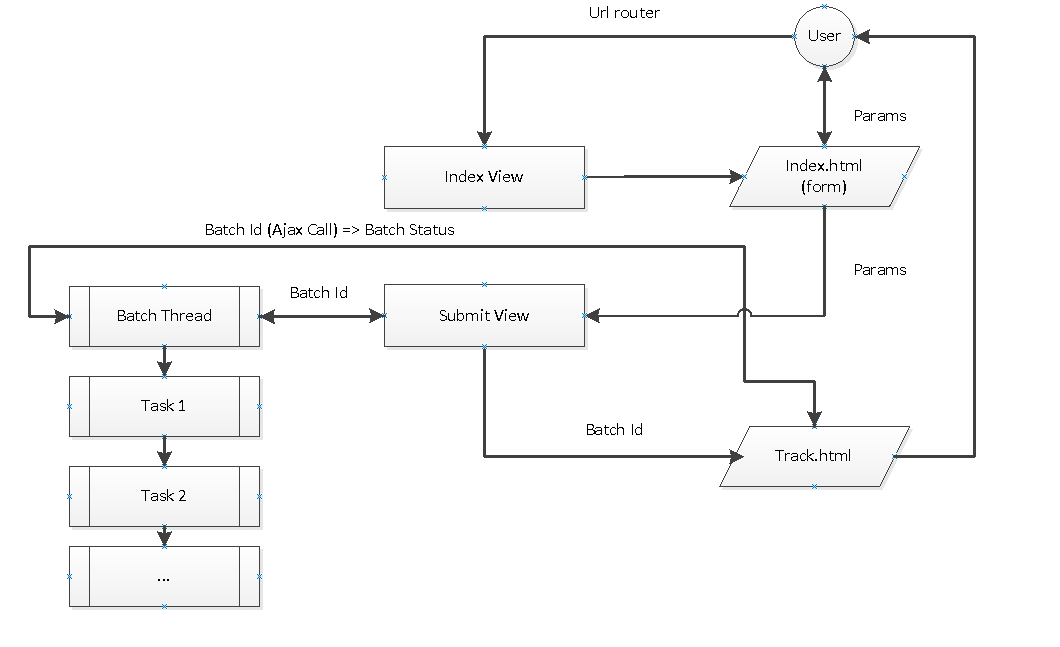 Url router
User
Params
Index View
Index.html
(form)
Batch Id (Ajax Call) => Batch Status
Params
Batch Id
Batch Thread
Submit View
Task 1
Batch Id
Track.html
Task 2
...